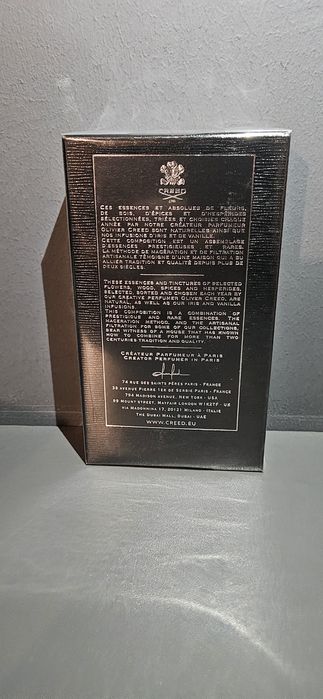 CREED
CES ESSENCES ET ABSOLUES DE FLEURS,
DE BOIS, D'ÉPICES ET D'HESPÉRIDÉS
SÉLECTIONNÉES, TRIÉES ET CHOISIES CHAQUE
ANNÉE PAR NOTRE CRÉATEUR PARFUMEUR
OLIVIER CREED SONT NATURELLES AINSI QUE
NOS INFUSIONS D'IRIS ET DE VANILLE.
CETTE COMPOSITION EST UN ASSEMBLAGE
D'ESSENCES PRESTIGIEUSES ET RARES.
LA MÉTHODE DE MACÉRATION ET DE FILTRATION
ARTISANALE TÉMOIGNE D'UNE MAISON QUI A SU
ALLIER TRADITION ET QUALITÉ DEPUIS PLUS DE
DEUX SIÈCLES.
THESE ESSENCES AND TINCTURES OF SELECTED
FLOWERS, WOOD, SPICES AND HESPERIDES,
SELECTED, SORTED AND CHOSEN EACH YEAR BY
OUR CREATIVE PERFUMER OLIVIER CREED, ARE
NATURAL, AS WELL AS OUR IRIS AND VANILLA
INFUSIONS.
THIS COMPOSITION IS A COMBINATION OF
PRESTIGIOUS AND RARE ESSENCES. THE
MACERATION METHOD, AND THE ARTISANAL
FILTRATION FOR SOME OF OUR COLLECTIONS,
BEAR WITNESS OF A HOUSE THAT HAS KNOWN
HOW TO COMBINE FOR MORE THAN TWO
CENTURIES TRADITION AND QUALITY.
CRÉATEUR PARFUMEUR À PARIS
CREATOR PERFUMER IN PARIS
74 RUE DES SAINTS PÈRES PARIS - FRANCE
38 AVENUE PIERRE 1ER DE SERBIE PARIS - FRANCE
794 MADISON AVENUE, NEW YORK - USA
99 MOUNT STREET, MAYFAIR LONDON W1K2TF - UK
VIA MADONNINA 17, 20121 MILANO - ITALIE
THE DUBAI MALL, DUBAI - UAE
WWW.CREED.EU